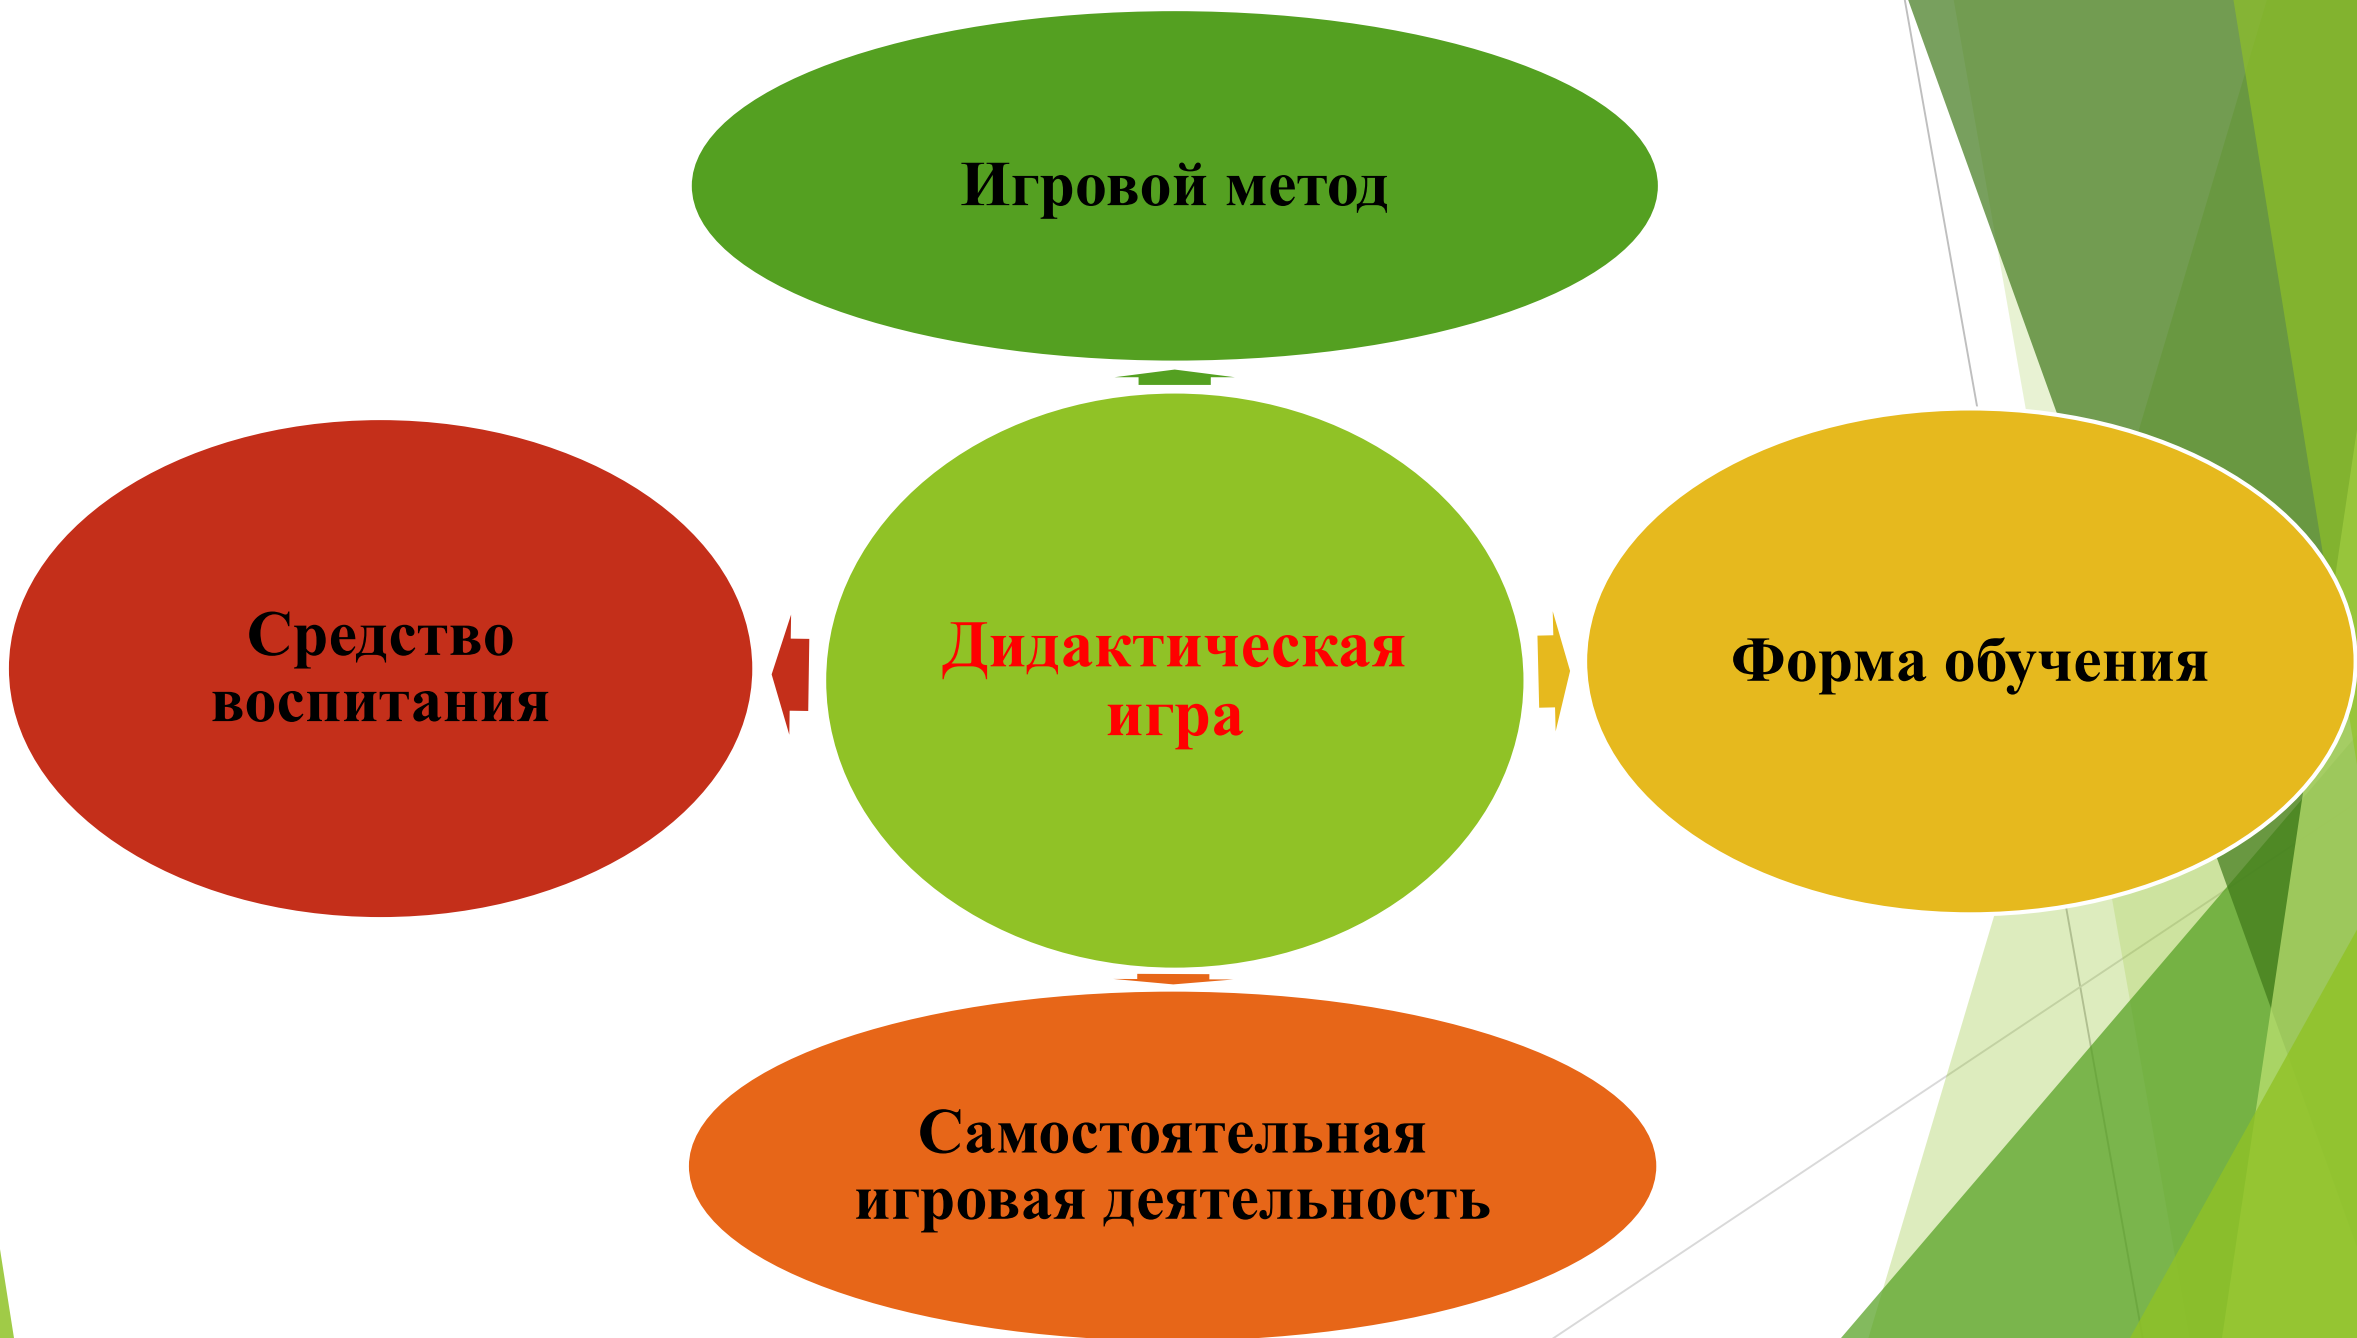 Игровой метод
Средство
воспитания
Дидактическая
игра
Форма обучения
Самостоятельная
игровая деятельность